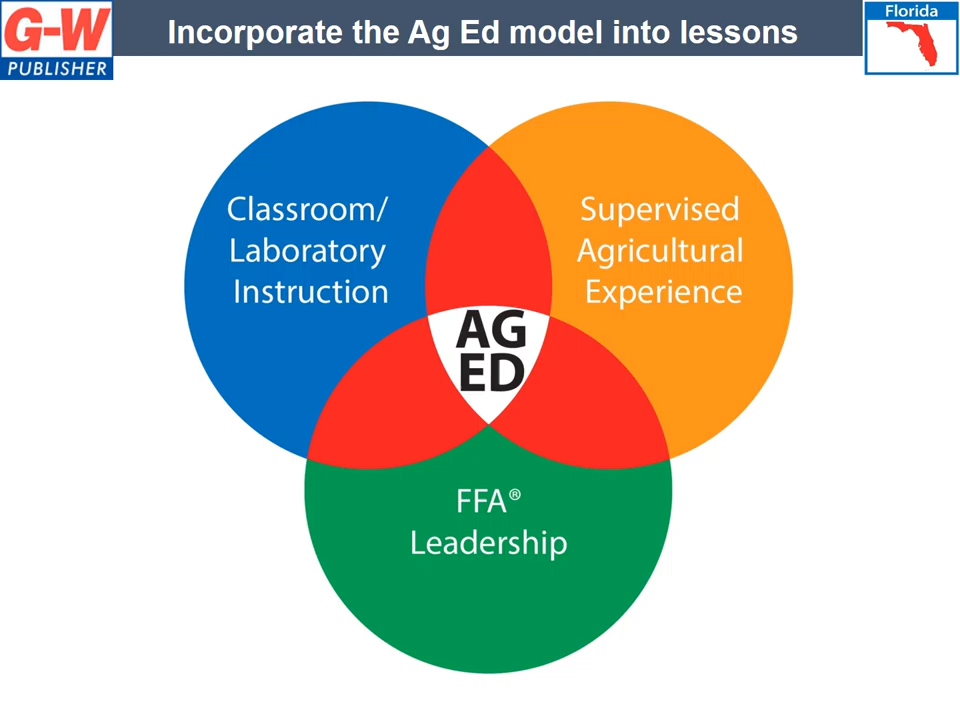 G-W
PUBLISHER
Incorporate the Ag Ed model into lessons
Florida
Classroom/
Laboratory
Instruction
Supervised
Agricultural
Experience
AG
ED
FFA®
Leadership